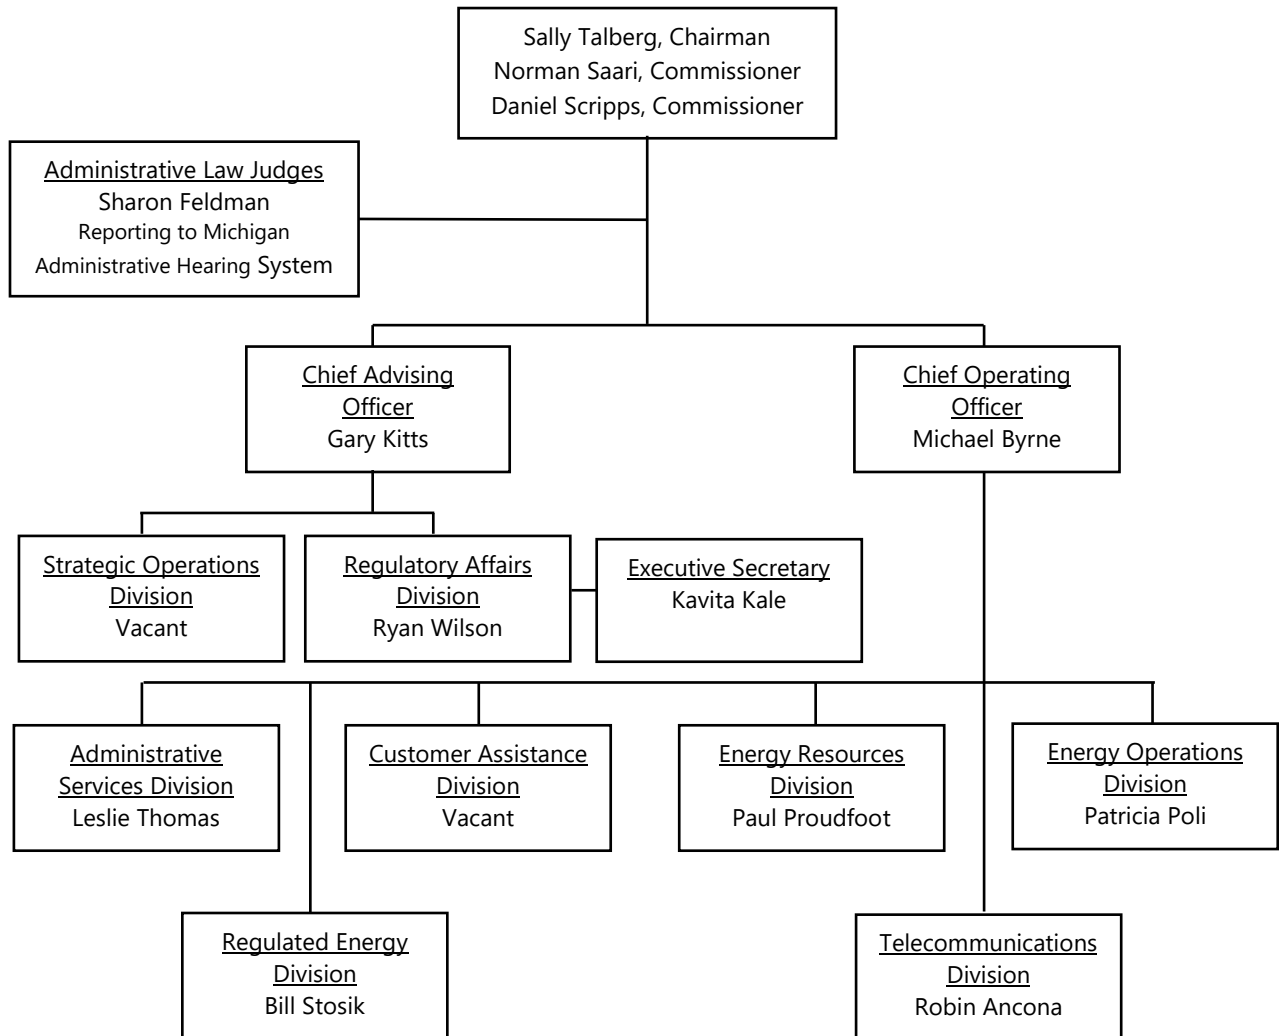 Sally Talberg, Chairman
Norman Saari, Commissioner
Daniel Scripps, Commissioner
Administrative Law Judges
Sharon Feldman
Reporting to Michigan
Administrative Hearing System
Chief Advising
Officer
Gary Kitts
Chief Operating
Officer
Michael Byrne
Strategic Operations
Division
Vacant
Regulatory Affairs
Division
Ryan Wilson
Executive Secretary
Kavita Kale
Administrative
Services Division
Leslie Thomas
Customer Assistance
Division
Vacant
Energy Resources
Division
Paul Proudfoot
Energy Operations
Division
Patricia Poli
Regulated Energy
Division
Bill Stosik
Telecommunications
Division
Robin Ancona